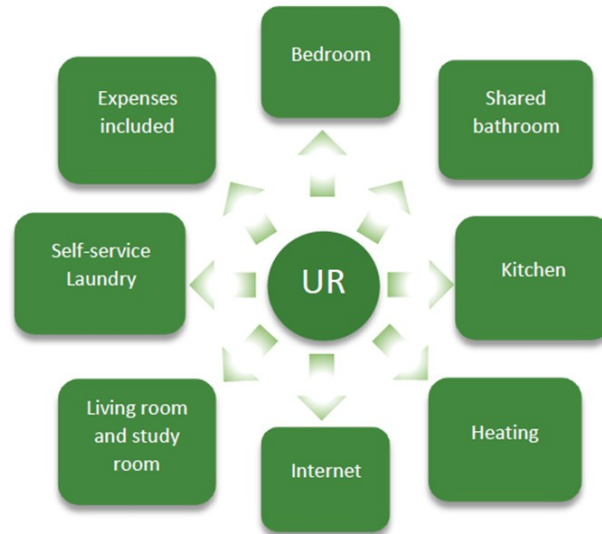 Bedroom
Expenses
included
Shared
bathroom
Self-service
Laundry
UR
Kitchen
Living room
and study
room
Internet
Heating